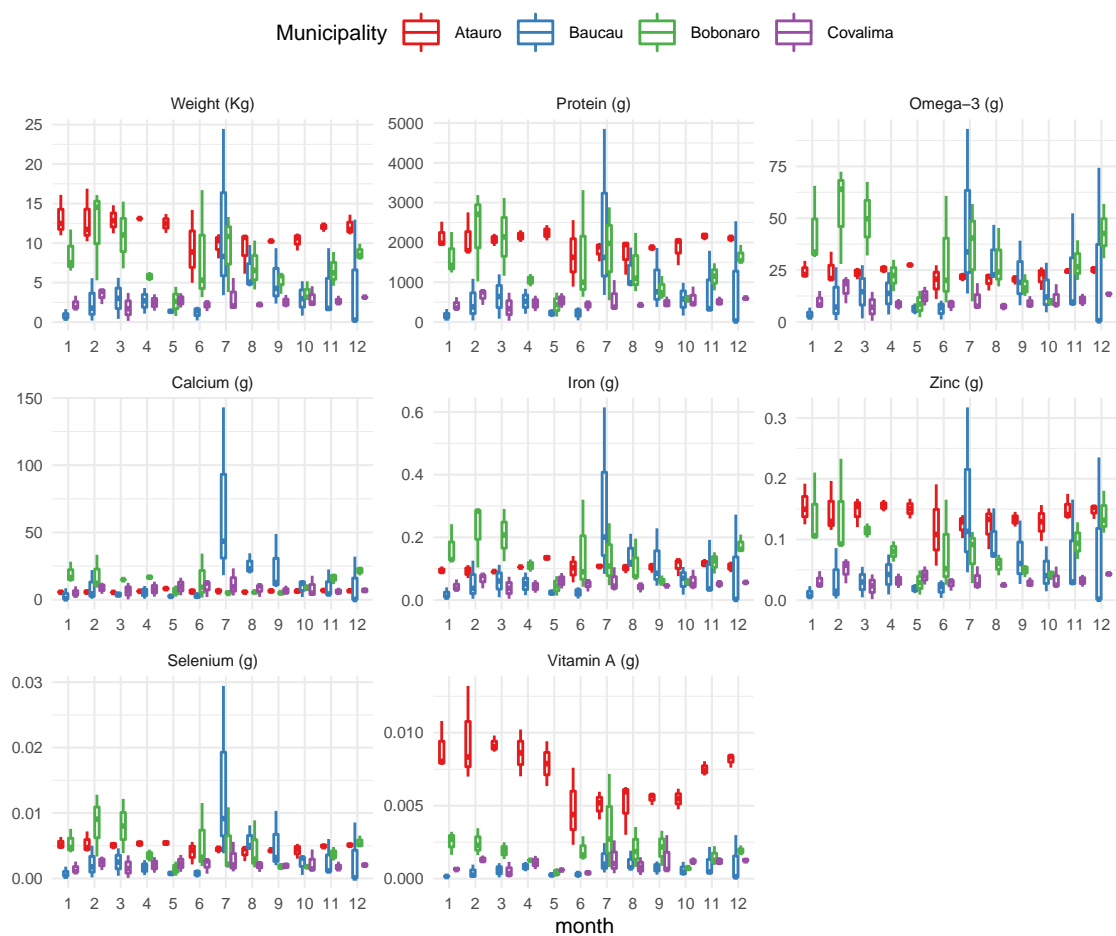 Municipality Atauro Baucau Bobonaro Covalima
Weight (Kg) Protein (g) Omega−3 (g)
25
20
15
10
5
0
5000
4000
3000
2000
1000
0
75
50
25
0
1 2 3 4 5 6 7 8 9 10 11 12
1 2 3 4 5 6 7 8 9 10 11 12
1 2 3 4 5 6 7 8 9 10 11 12
Calcium (g) Iron (g) Zinc (g)
150
100
50
0
0.6
0.4
0.2
0.0
0.3
0.2
0.1
0.0
1 2 3 4 5 6 7 8 9 10 11 12
1 2 3 4 5 6 7 8 9 10 11 12
1 2 3 4 5 6 7 8 9 10 11 12
Selenium (g) Vitamin A (g)
0.03
0.02
0.01
0.00
0.010
0.005
0.000
1 2 3 4 5 6 7 8 9 10 11 12
1 2 3 4 5 6 7 8 9 10 11 12
month